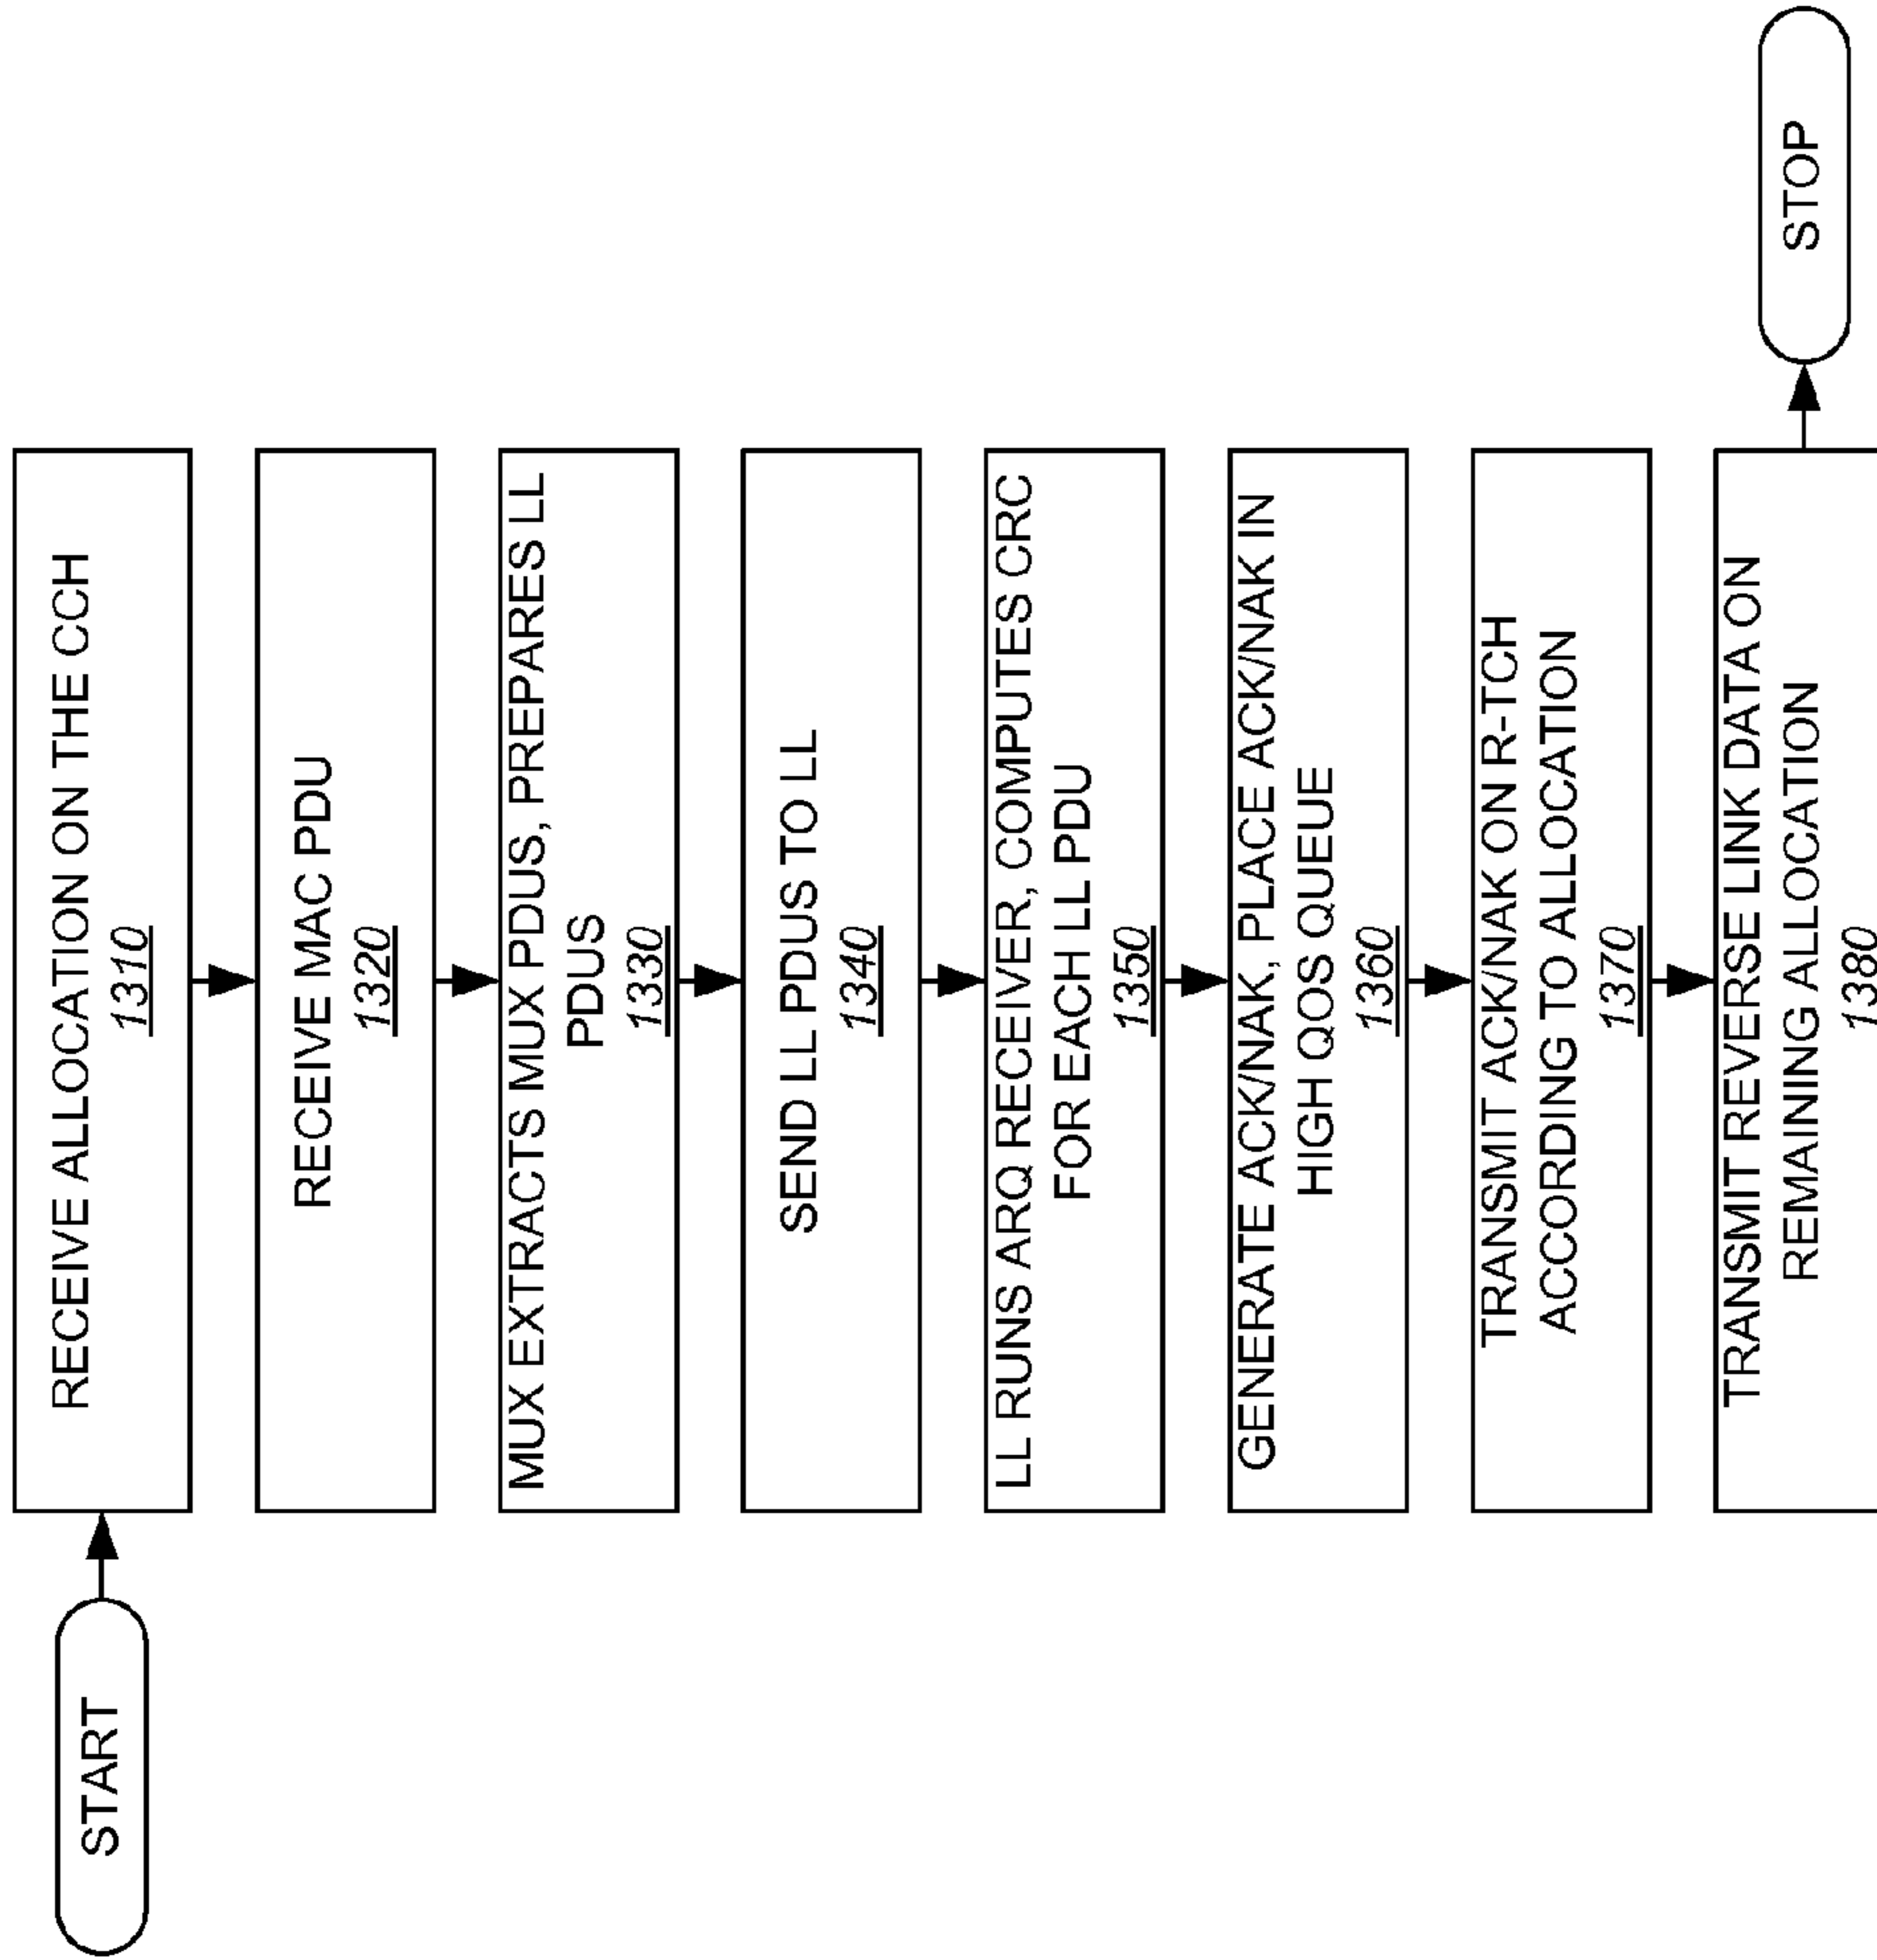 START
RECEIVE ALLOCATION ON THE CCH
1310
RECEIVE MAC PDU
1320
MUX EXTRACTS MUX PDUS, PREPARES LL
PDUS
1330
SEND LL PDUS TO LL
1340
LL RUNS ARQ RECEIVER, COMPUTES CRC
FOR EACH LL PDU
1350
GENERATE ACK/NAK, PLACE ACK/NAK IN
HIGH QOS QUEUE
1360
TRANSMIT ACK/NAK ON R-TCH
ACCORDING TO ALLOCATION
1370
TRANSMIT REVERSE LINK DATA ON
REMAINING ALLOCATION
1380
STOP